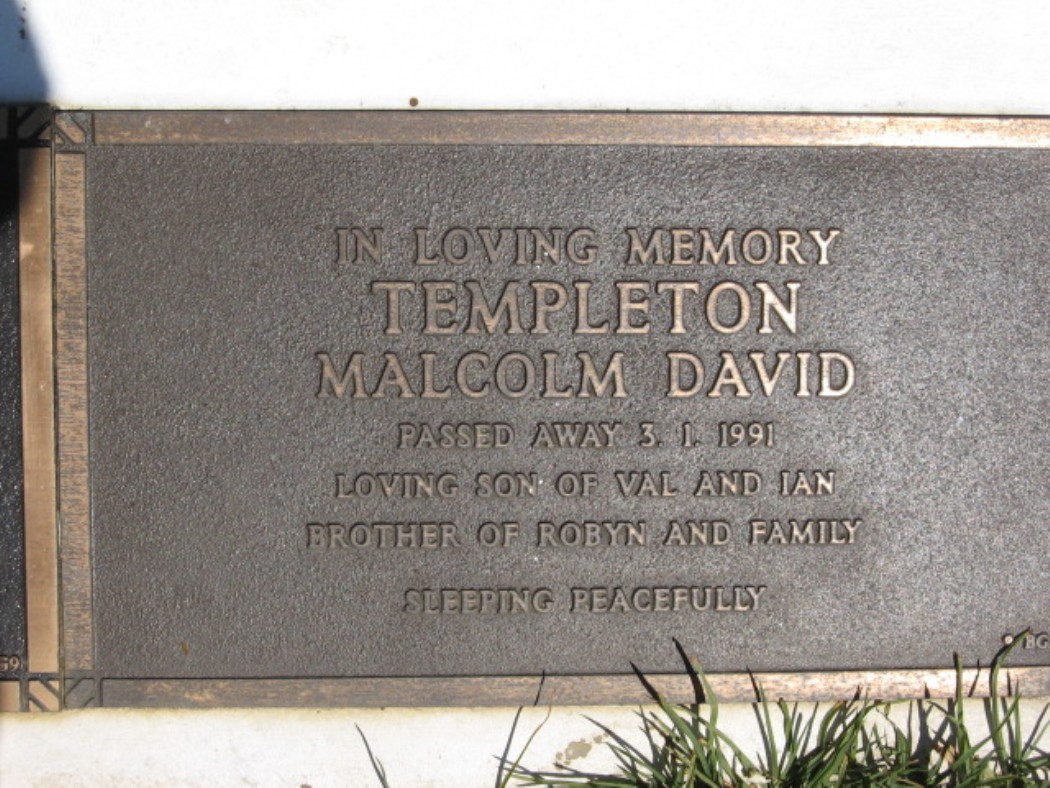 IN LOVING MEMORY
TEMPLETON
MALCOLM DAVID
PASSED AWAY 3. 1. 1991
LOVING SON OF VAL AND IAN
BROTHER OF ROBYN AND FAMILY
SLEEPING PEACEFULLY